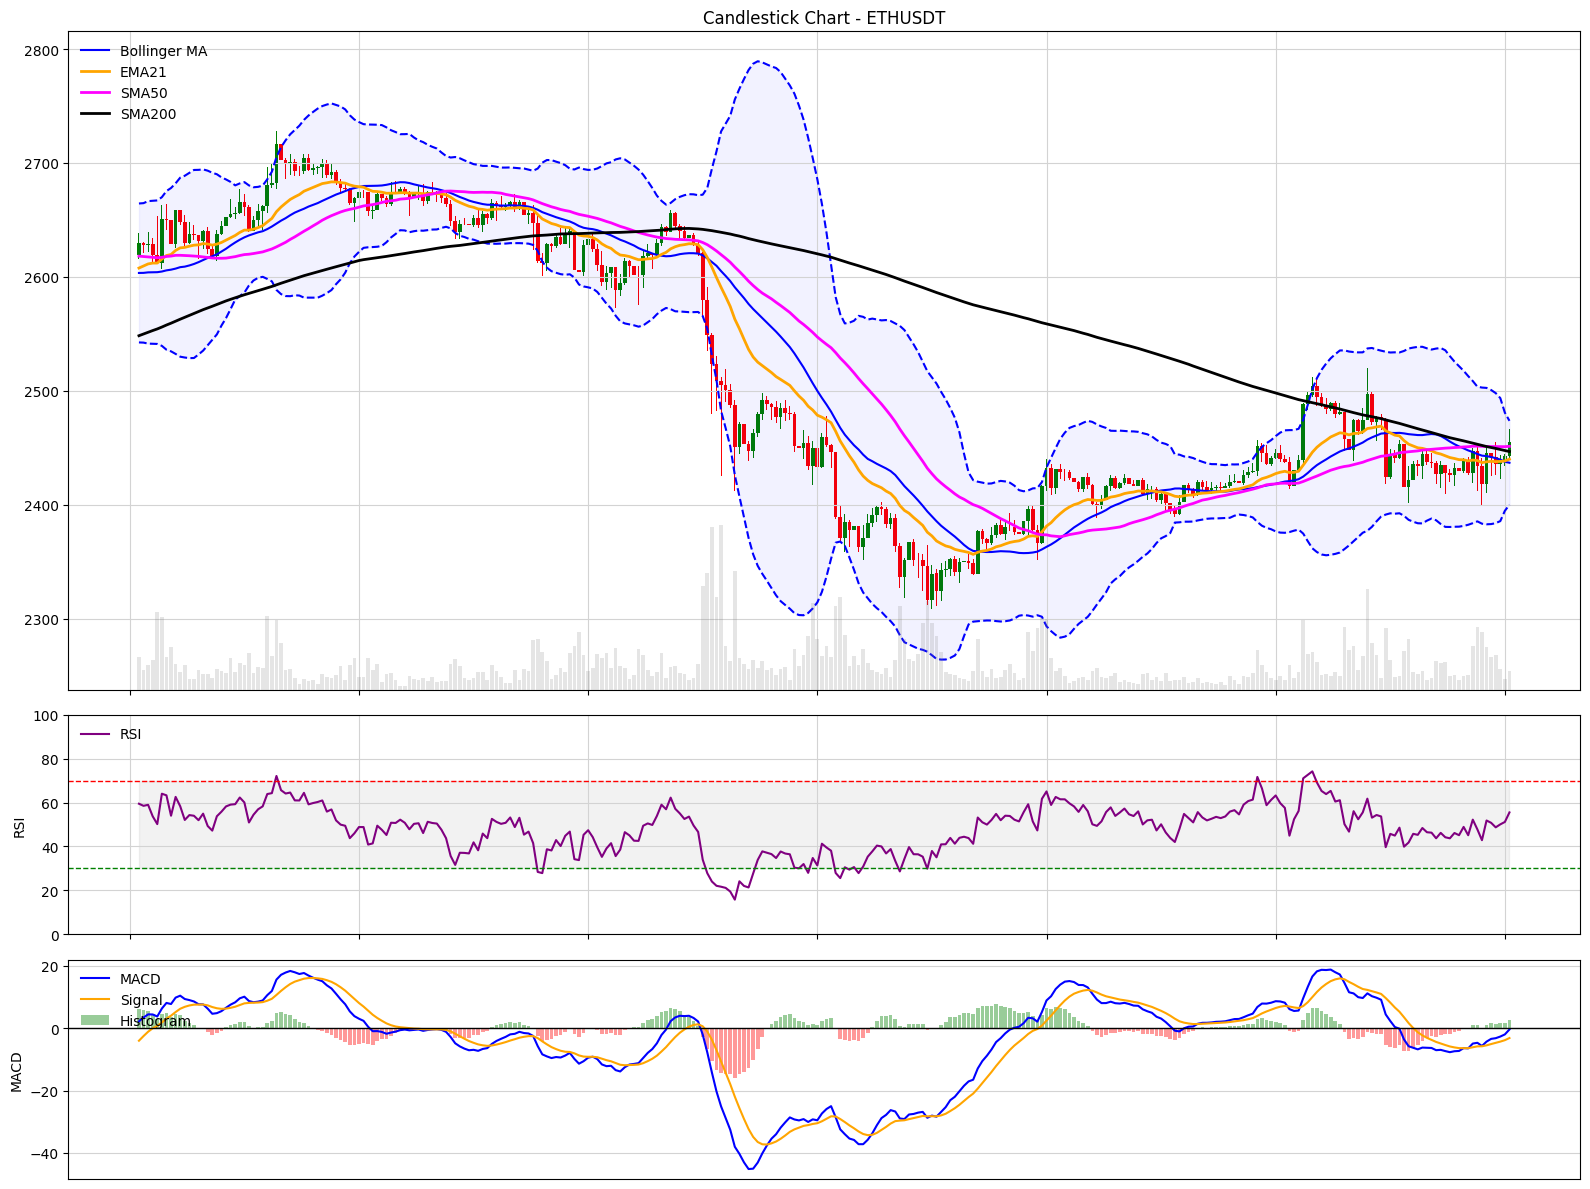 Candlestick Chart - ETHUSDT
2800
2700
2600
2500
2400
2300
Bollinger MA
EMA21
SMA50
SMA200
100
80
60
40
20
0
RSI
RSI
20
0
−20
−40
MACD
MACD
Signal
Histogram